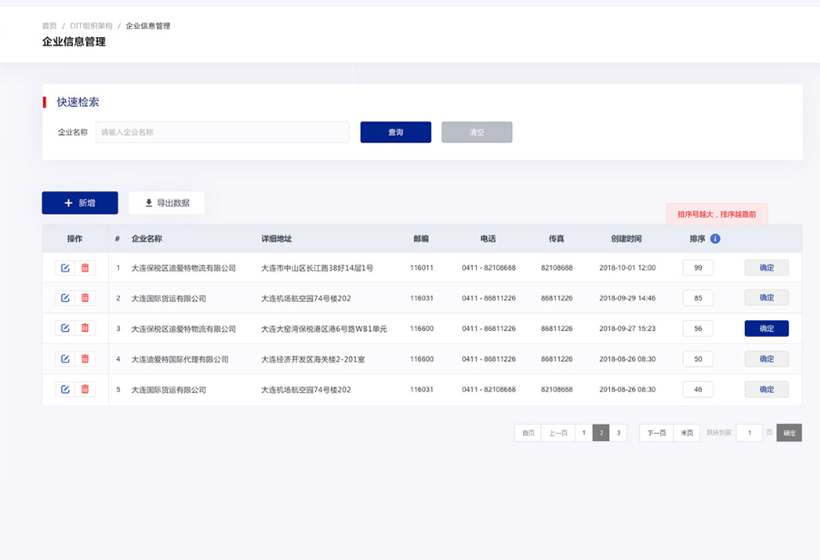 首页 / DIT组织架构 / 企业信息管理
企业信息管理
快速检索
企业名称 请输入企业名称 查询 清空
+ 新增 导出数据
排序号越大，排序越靠前
操作 # 企业名称 详细地址 邮编 电话 传真 创建时间 排序 i
1 大连保税区迪爱特物流有限公司 大连市中山区长江路38好14层1号 116011 0411 - 82108688 82108688 2018-10-01 12:00 99 确定
2 大连国际货运有限公司 大连机场航空园74号楼202 116031 0411 - 86811226 86811226 2018-09-29 14:46 85 确定
3 大连保税区迪爱特物流有限公司 大连大窑湾保税港区港6号路WB1单元 116600 0411 - 86811226 86811226 2018-09-27 15:23 56 确定
4 大连迪爱特国际代理有限公司 大连经济开发区海关楼2-201室 116600 0411 - 86811226 86811226 2018-08-26 08:30 50 确定
5 大连国际货运有限公司 大连机场航空园74号楼202 116031 0411 - 82108688 82108688 2018-08-26 08:30 46 确定
首页 上一页 1 2 3 下一页 末页 跳转到第 1 页 确定